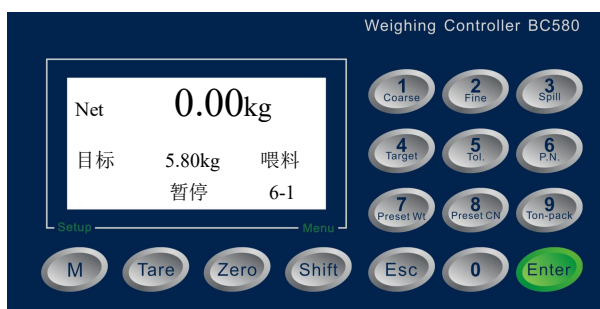 Weighing Controller BC580
Net 0.00kg
目标 5.80kg 喂料
暂停 6-1
Setup Menu
1 2 3
Coarse Fine Spill
4 5 6
Target Tol. P.N.
7 8 9
Preset Wt Preset CN Ton-pack
M Tare Zero Shift Esc 0 Enter